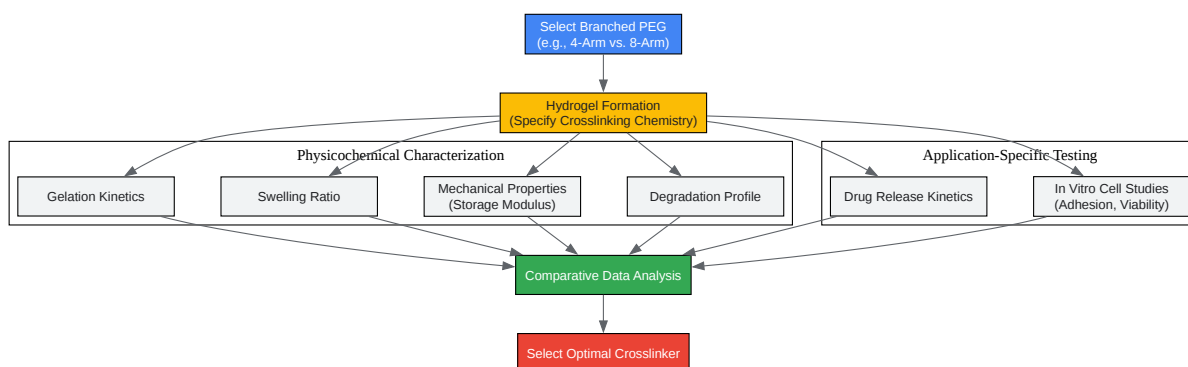 Select Branched PEG
(e.g., 4-Arm vs. 8-Arm)
Hydrogel Formation
(Specify Crosslinking Chemistry)
Physicochemical Characterization
Application-Specific Testing
Gelation Kinetics
Swelling Ratio
Mechanical Properties
(Storage Modulus)
Degradation Profile
Drug Release Kinetics
In Vitro Cell Studies
(Adhesion, Viability)
Comparative Data Analysis
Select Optimal Crosslinker